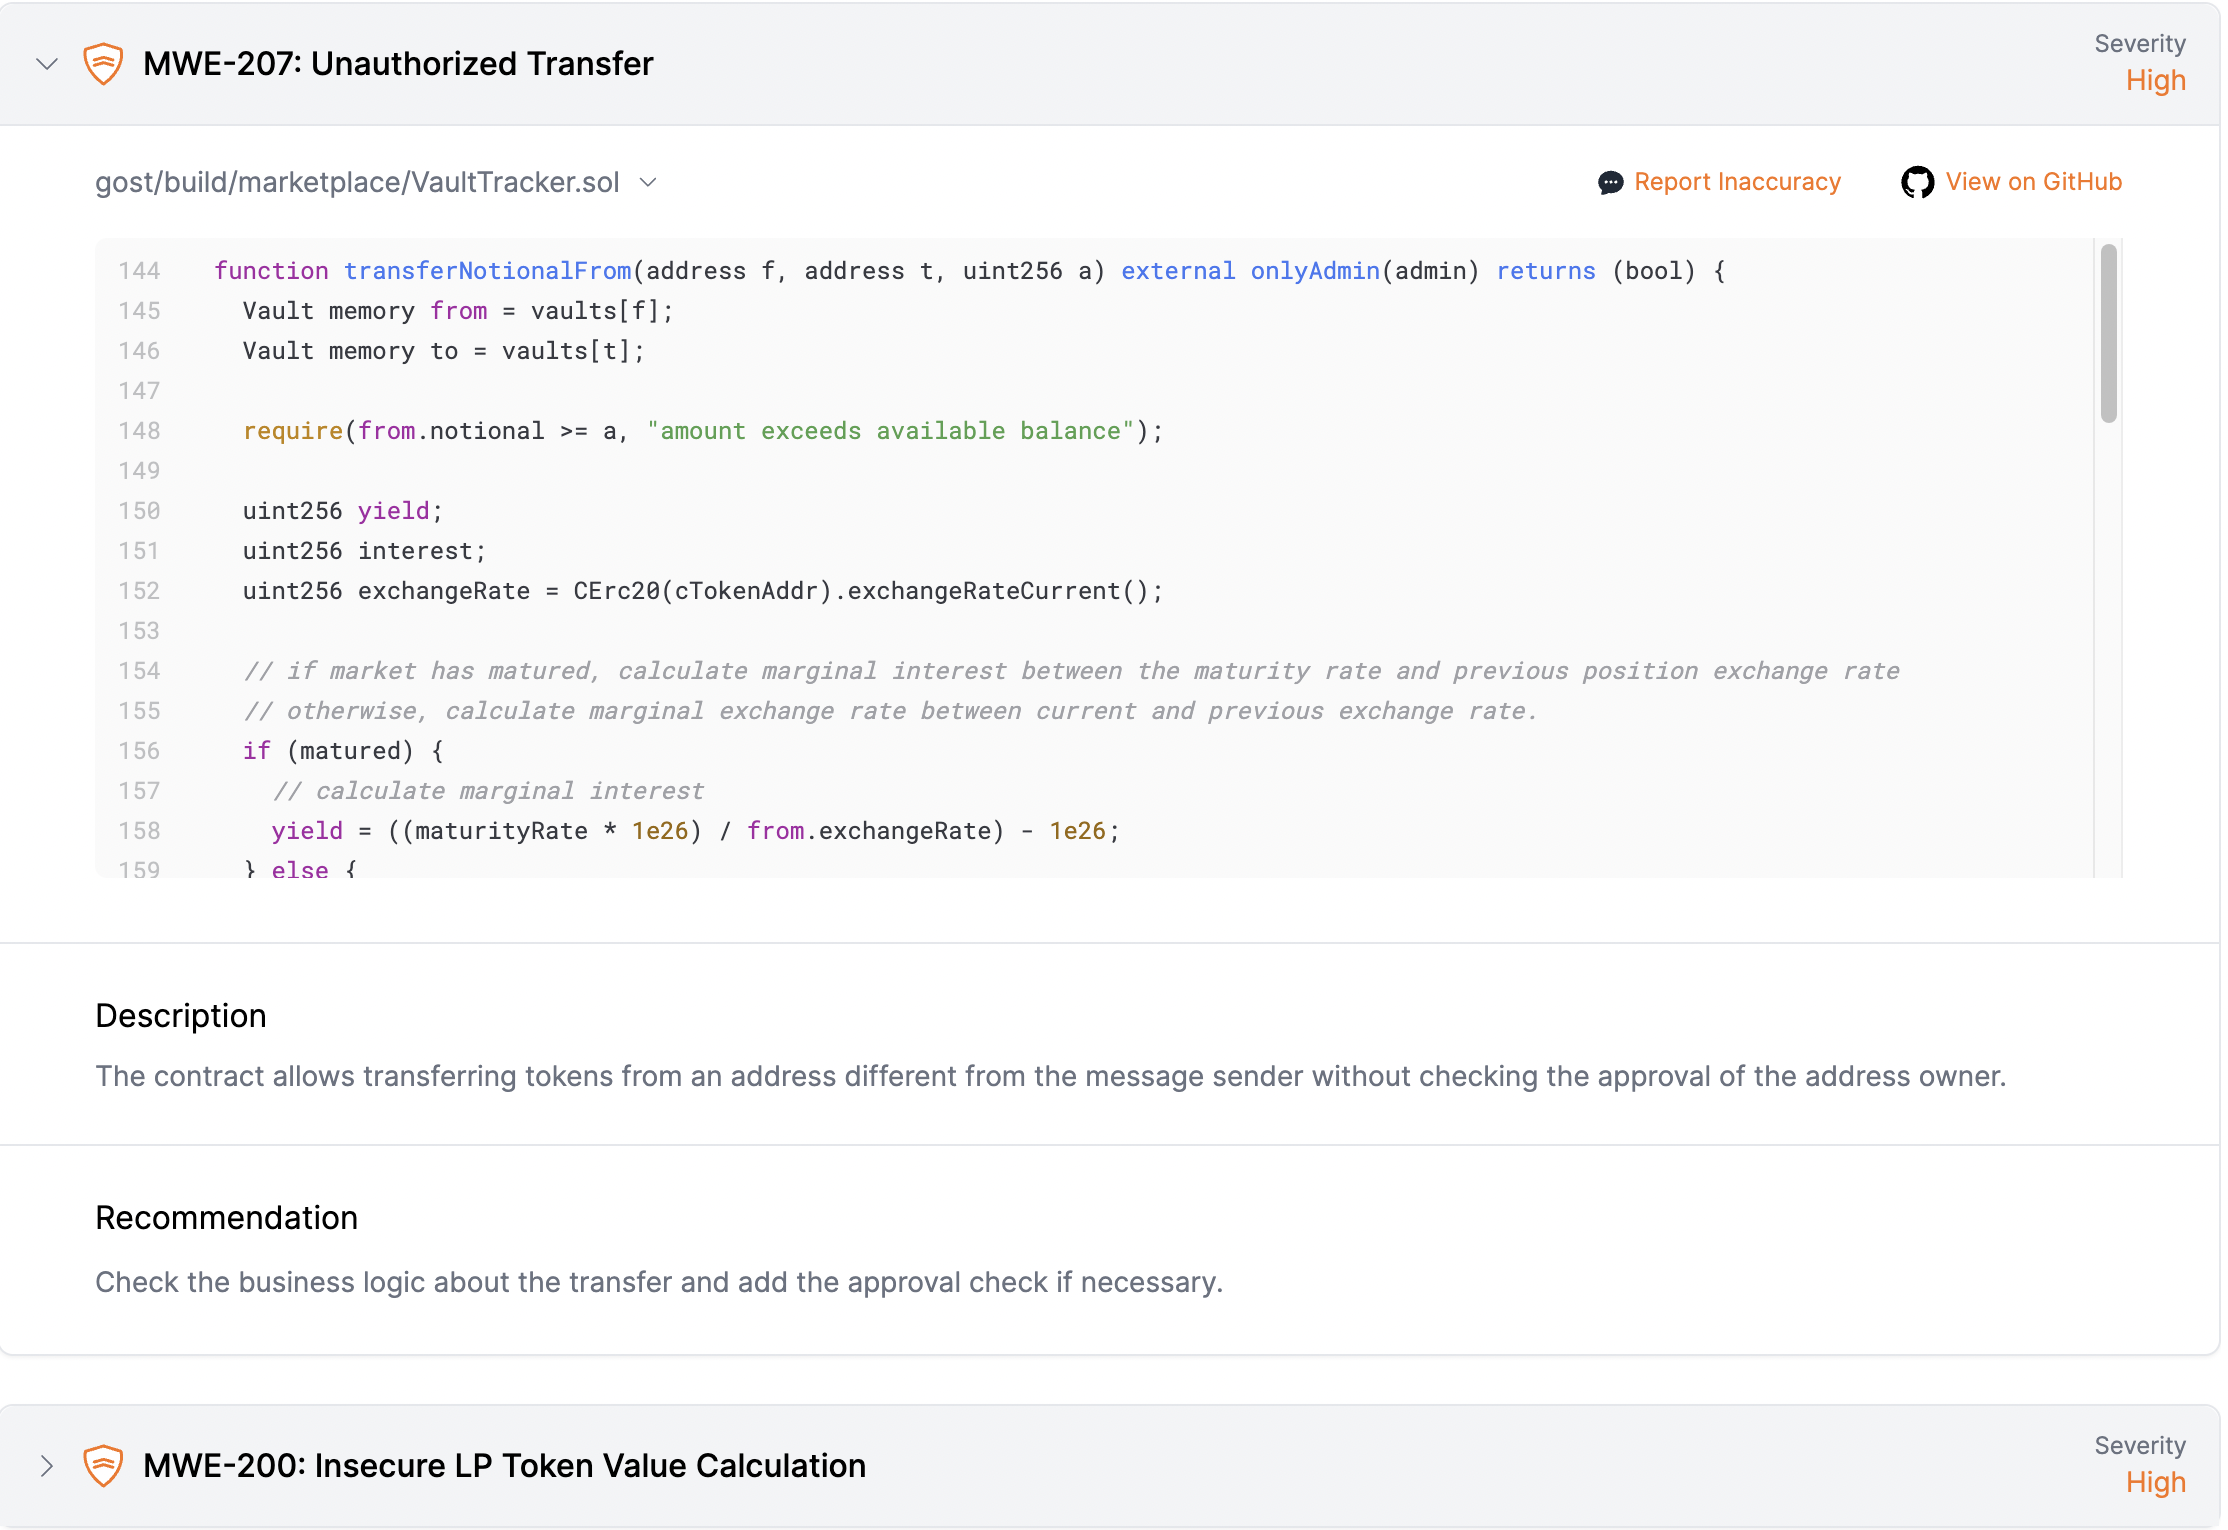 MWE-207: Unauthorized Transfer
Severity
High
gost/build/marketplace/VaultTracker.sol
Report Inaccuracy
View on GitHub
144 function transferNotionalFrom(address f, address t, uint256 a) external onlyAdmin(admin) returns (bool) {
145 Vault memory from = vaults[f];
146 Vault memory to = vaults[t];
147
148 require(from.notional >= a, "amount exceeds available balance");
149
150 uint256 yield;
151 uint256 interest;
152 uint256 exchangeRate = CErc20(cTokenAddr).exchangeRateCurrent();
153
154 // if market has matured, calculate marginal interest between the maturity rate and previous position exchange rate
155 // otherwise, calculate marginal exchange rate between current and previous exchange rate.
156 if (matured) {
157 // calculate marginal interest
158 yield = ((maturityRate * 1e26) / from.exchangeRate) - 1e26;
159 } else {
Description
The contract allows transferring tokens from an address different from the message sender without checking the approval of the address owner.
Recommendation
Check the business logic about the transfer and add the approval check if necessary.
MWE-200: Insecure LP Token Value Calculation
Severity
High